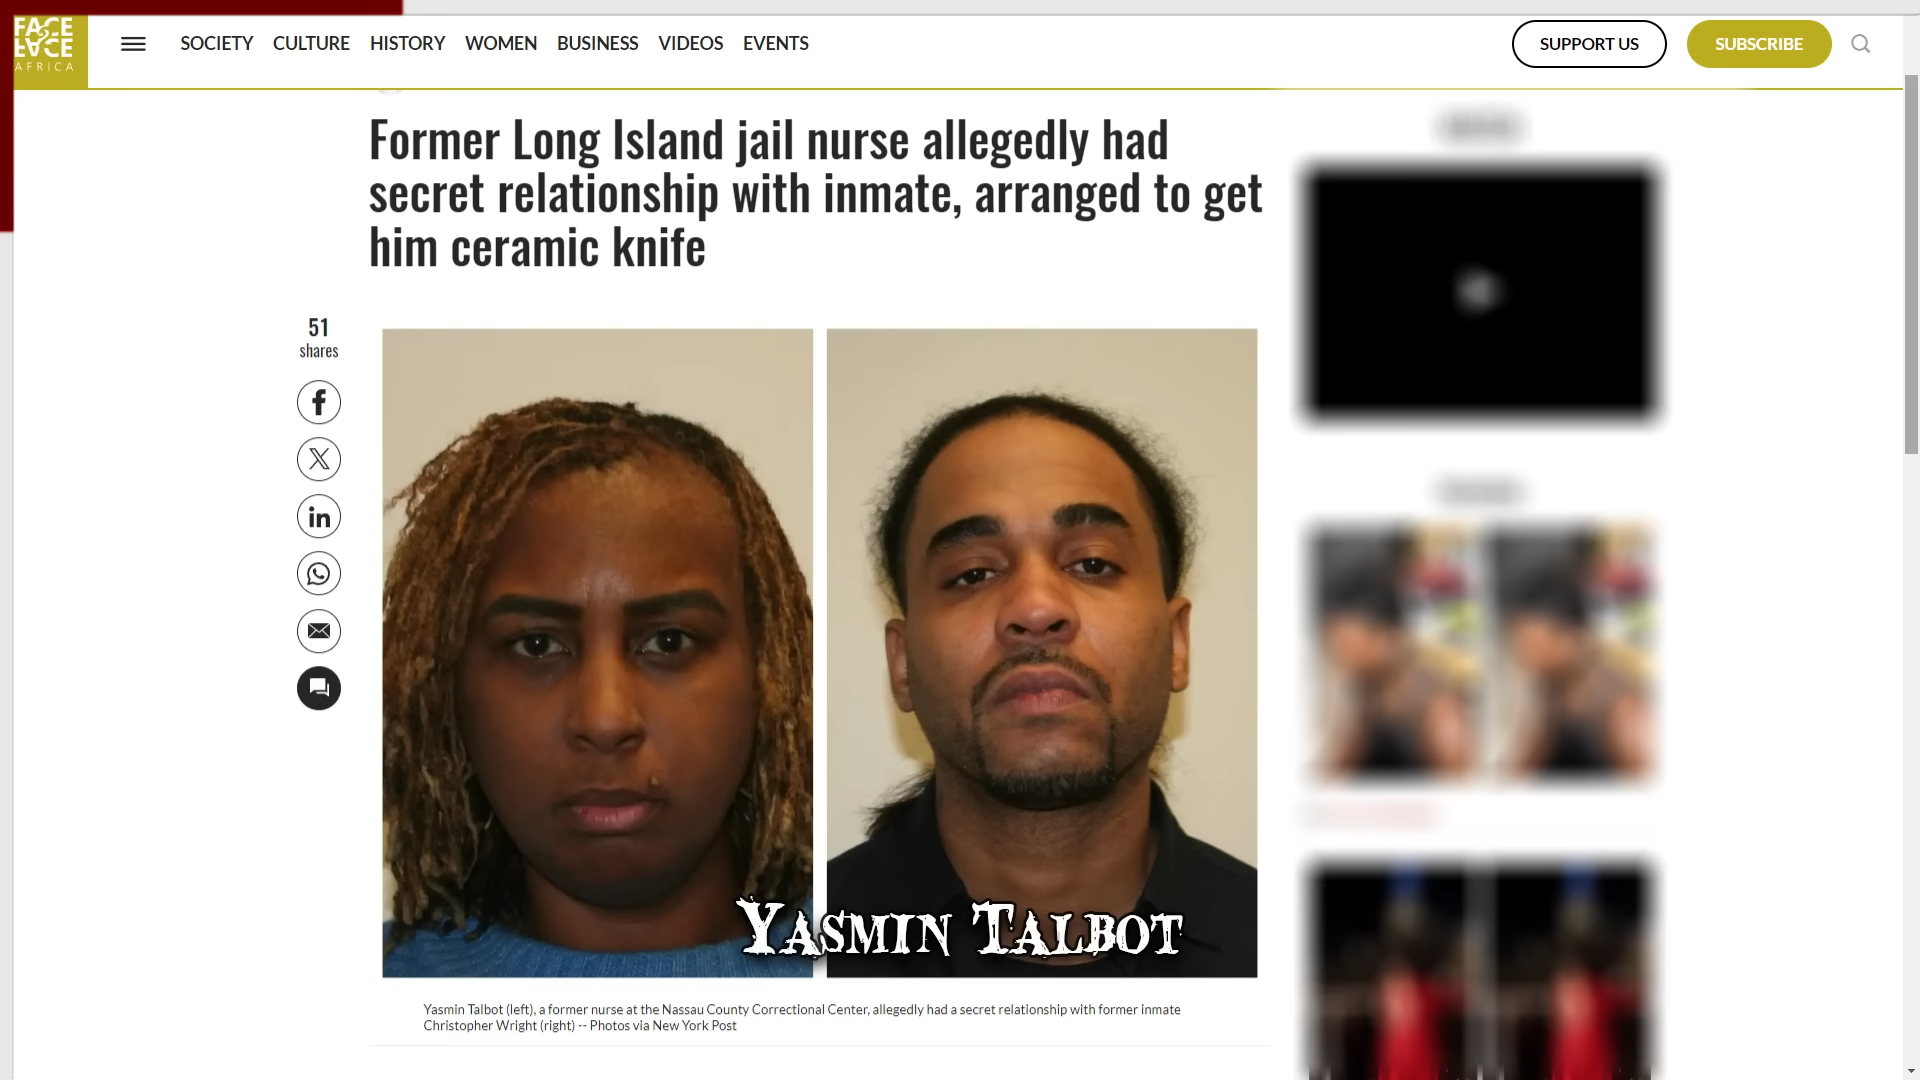 FACE
2
FACE
AFRICA
SOCIETY CULTURE HISTORY WOMEN BUSINESS VIDEOS EVENTS
SUPPORT US
SUBSCRIBE
Former Long Island jail nurse allegedly had
secret relationship with inmate, arranged to get
him ceramic knife
51
shares
YASMIN TALBOT
Yasmin Talbot (left), a former nurse at the Nassau County Correctional Center, allegedly had a secret relationship with former inmate
Christopher Wright (right) -- Photos via New York Post